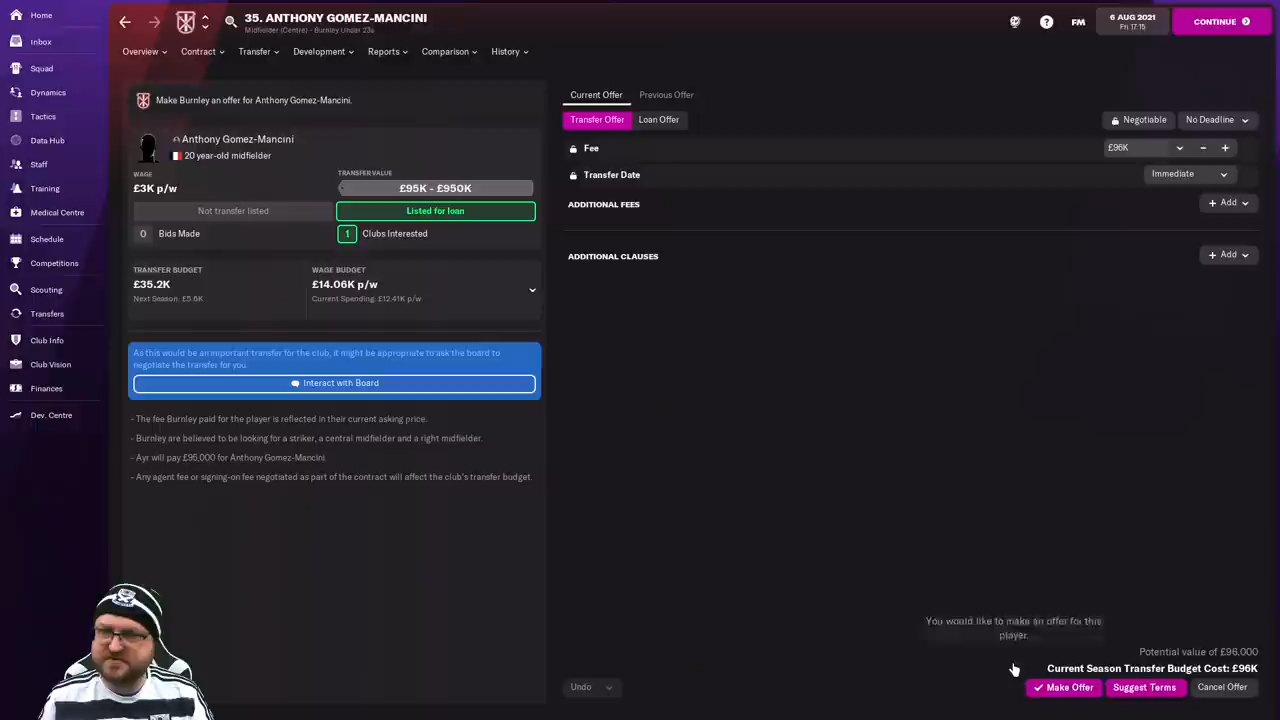 Home
Inbox
Squad
Dynamics
Tactics
Data Hub
Staff
Training
Medical Centre
Schedule
Competitions
Scouting
Transfers
Club Info
Club Vision
Finances
Dev. Centre
35. ANTHONY GOMEZ-MANCINI
Midfielder (Centre) - Burnley Under 23s
FM
6 AUG 2021
Fri 17:15
CONTINUE
Overview
Contract
Transfer
Development
Reports
Comparison
History
Make Burnley an offer for Anthony Gomez-Mancini.
Anthony Gomez-Mancini
20 year-old midfielder
WAGE
£3K p/w
TRANSFER VALUE
£95K - £950K
Not transfer listed
Listed for loan
0 Bids Made
1 Clubs Interested
TRANSFER BUDGET
£35.2K
Next Season: £5.6K
WAGE BUDGET
£14.06K p/w
Current Spending: £12.41K p/w
As this would be an important transfer for the club, it might be appropriate to ask the board to
negotiate the transfer for you.
Interact with Board
- The fee Burnley paid for the player is reflected in their current asking price.
- Burnley are believed to be looking for a striker, a central midfielder and a right midfielder.
- Ayr will pay £95,000 for Anthony Gomez-Mancini.
- Any agent fee or signing-on fee negotiated as part of the contract will affect the club's transfer budget.
Current Offer
Previous Offer
Transfer Offer
Loan Offer
Negotiable
No Deadline
Fee
£96K
Transfer Date
Immediate
ADDITIONAL FEES
Add
ADDITIONAL CLAUSES
Add
You would like to make an offer for this
player.
Potential value of £96,000
Current Season Transfer Budget Cost: £96K
Undo
Make Offer
Suggest Terms
Cancel Offer